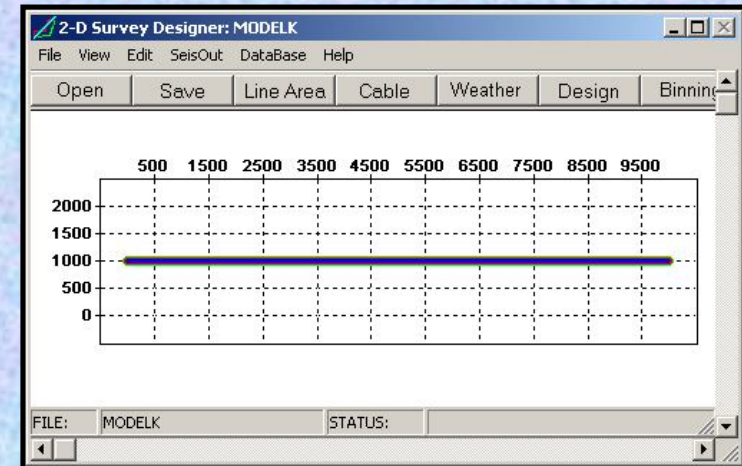 2-D Survey Designer: MODELK
File View Edit SeisOut DataBase Help
Open Save Line Area Cable Weather Design Binning
500 1500 2500 3500 4500 5500 6500 7500 8500 9500
2000
1500
1000
500
0
FILE: MODELK STATUS: